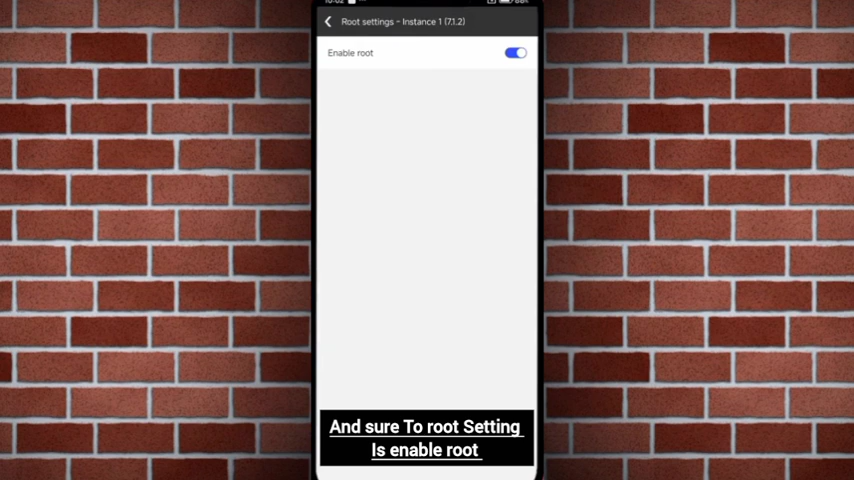 Root settings - Instance 1 (7.1.2)
Enable root
And sure To root Setting
Is enable root